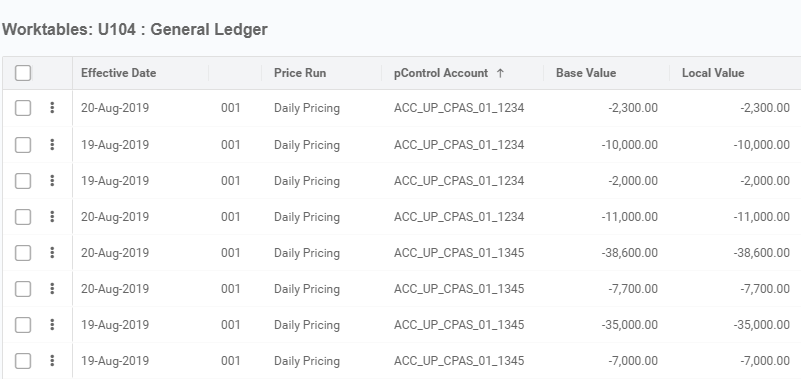 Worktables: U104 : General Ledger
Effective Date Price Run pControl Account ↑ Base Value Local Value
20-Aug-2019 001 Daily Pricing ACC_UP_CPAS_01_1234 -2,300.00 -2,300.00
19-Aug-2019 001 Daily Pricing ACC_UP_CPAS_01_1234 -10,000.00 -10,000.00
19-Aug-2019 001 Daily Pricing ACC_UP_CPAS_01_1234 -2,000.00 -2,000.00
20-Aug-2019 001 Daily Pricing ACC_UP_CPAS_01_1234 -11,000.00 -11,000.00
20-Aug-2019 001 Daily Pricing ACC_UP_CPAS_01_1345 -38,600.00 -38,600.00
20-Aug-2019 001 Daily Pricing ACC_UP_CPAS_01_1345 -7,700.00 -7,700.00
19-Aug-2019 001 Daily Pricing ACC_UP_CPAS_01_1345 -35,000.00 -35,000.00
19-Aug-2019 001 Daily Pricing ACC_UP_CPAS_01_1345 -7,000.00 -7,000.00